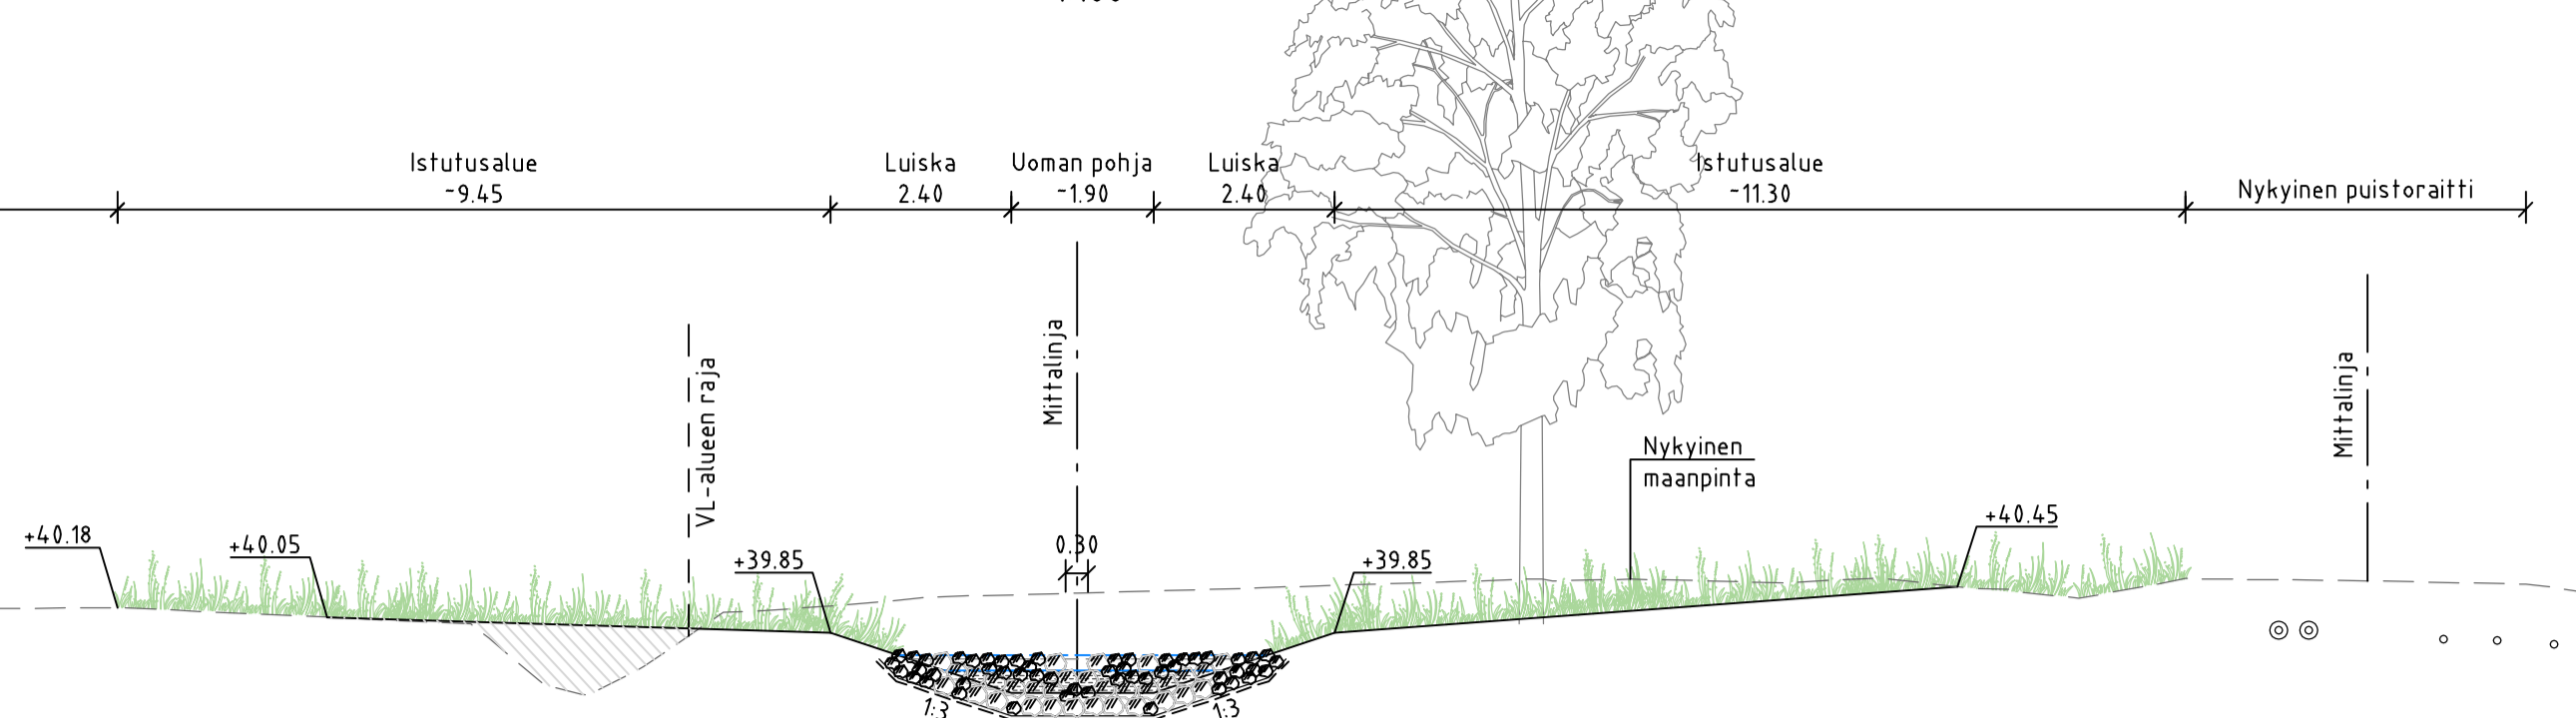 Istutusalue
~9.45
Luiska
2.40
Uoman pohja
~1.90
Luiska
2.40
Istutusalue
~11.30
Nykyinen puistoraitti
VL-alueen raja
Mittalinja
Mittalinja
Nykyinen
maanpinta
+40.18
+40.05
+39.85
0.30
+39.85
+40.45
1:3
1:3